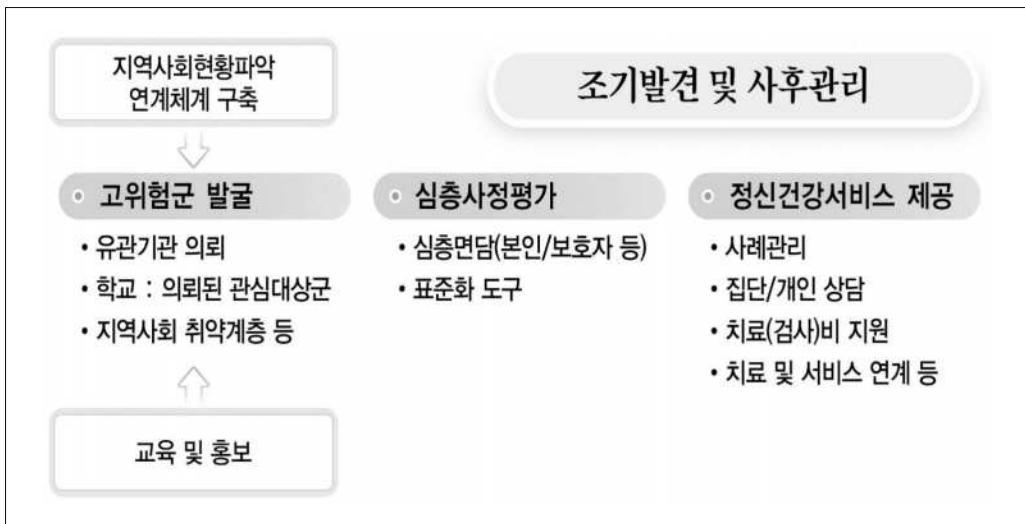 지역사회현황파악
연계체계 구축
조기발견 및 사후관리
고위험군 발굴
• 유관기관 의뢰
• 학교 : 의뢰된 관심대상군
• 지역사회 취약계층 등
교육 및 홍보
심층사정평가
• 심층면담(본인/보호자 등)
• 표준화 도구
정신건강서비스 제공
• 사례관리
• 집단/개인 상담
• 치료(검사)비 지원
• 치료 및 서비스 연계 등